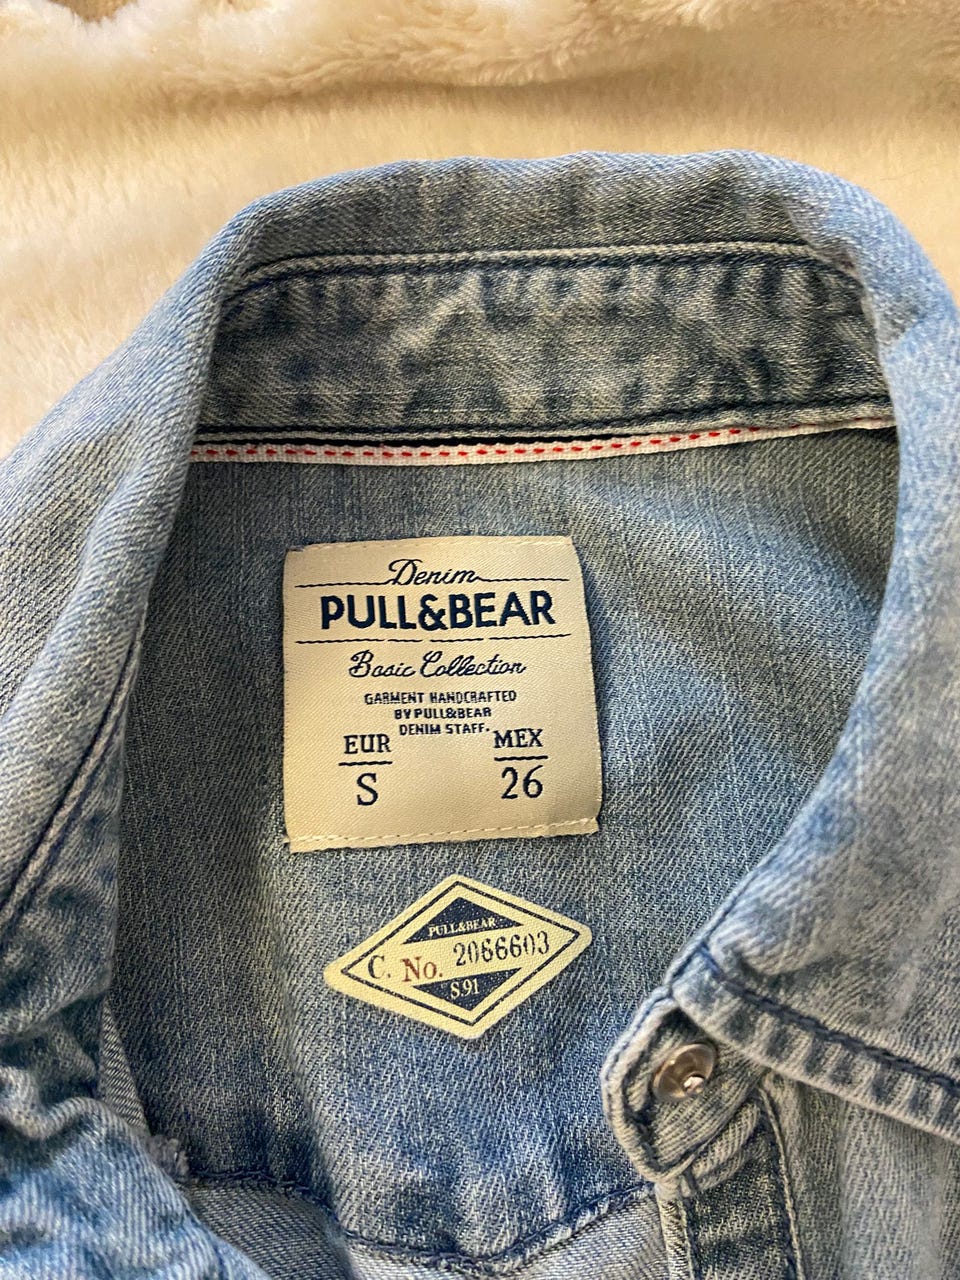 Denim
PULL&BEAR
Basic Collection
GARMENT HANDCRAFTED
BY PULL&BEAR
DENIM STAFF.
EUR MEX
S 26
PULL&BEAR
C. No. 2066603
S.91